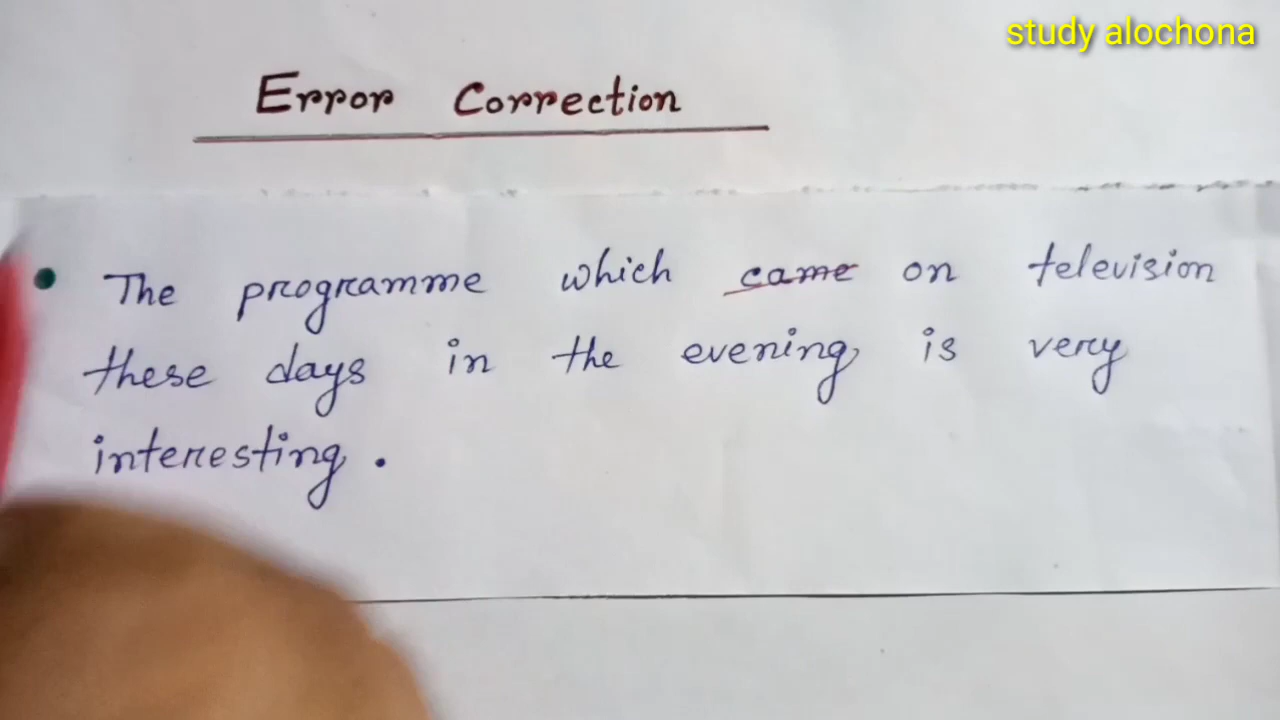 study alochona
Error Correction
The programme which came on television
these days in the evening is very
interesting.